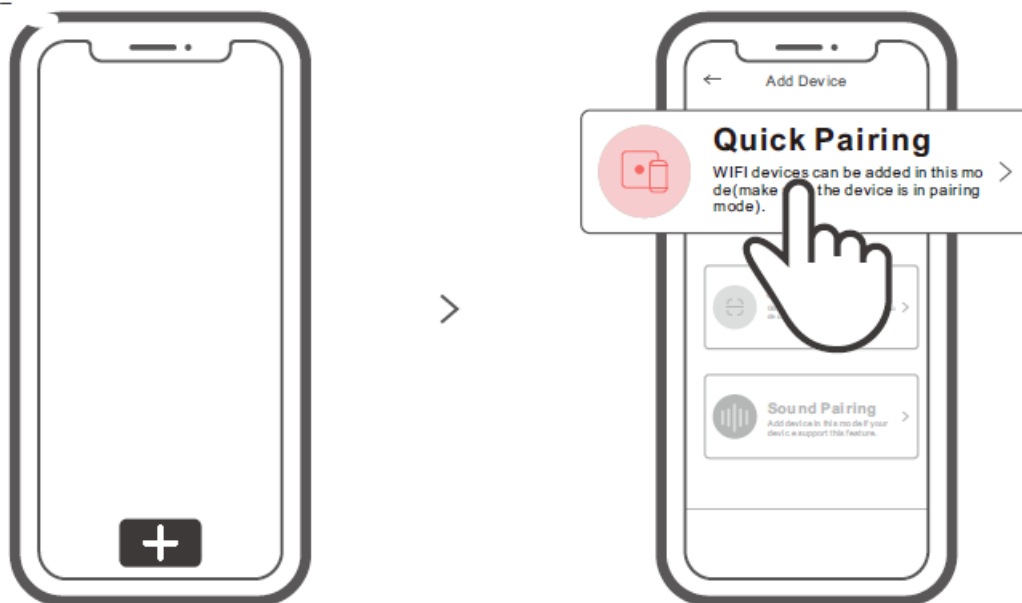 Add Device
Quick Pairing
WIFI devices can be added in this mo
de(make the device is in pairing
mode).
Sound Pairing
Add device in this mode if your
device support this feature.